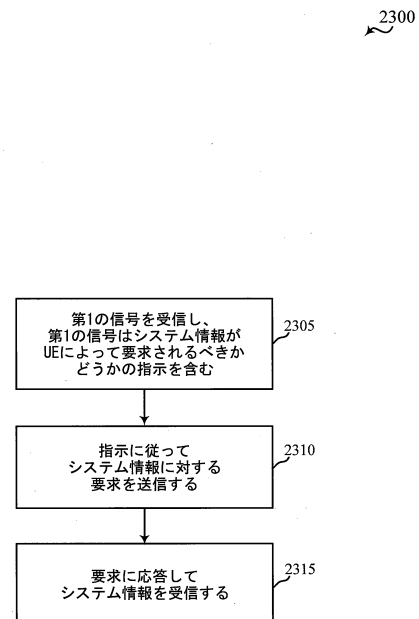 2300
第1の信号を受信し、
第1の信号はシステム情報が
UEによって要求されるべきか
どうかの指示を含む
2305
指示に従って
システム情報に対する
要求を送信する
2310
要求に応答して
システム情報を受信する
2315